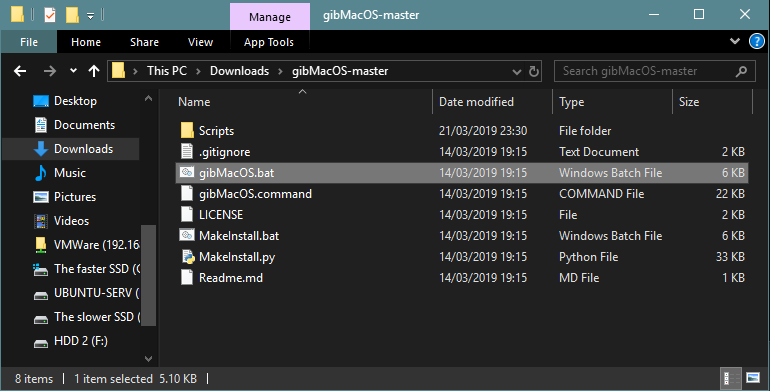 Manage gibMacOS-master
File Home Share View App Tools
This PC Downloads gibMacOS-master Search gibMacOS-master
Desktop
Documents
Downloads
Music
Pictures
Videos
VMWare (192.16
The faster SSD (C
UBUNTU-SERV (
The slower SSD (
HDD 2 (F:)
Name Date modified Type Size
Scripts 21/03/2019 23:30 File folder
.gitignore 14/03/2019 19:15 Text Document 2 KB
gibMacOS.bat 14/03/2019 19:15 Windows Batch File 6 KB
gibMacOS.command 14/03/2019 19:15 COMMAND File 22 KB
LICENSE 14/03/2019 19:15 File 2 KB
MakeInstall.bat 14/03/2019 19:15 Windows Batch File 6 KB
MakeInstall.py 14/03/2019 19:15 Python File 33 KB
Readme.md 14/03/2019 19:15 MD File 1 KB
8 items 1 item selected 5.10 KB